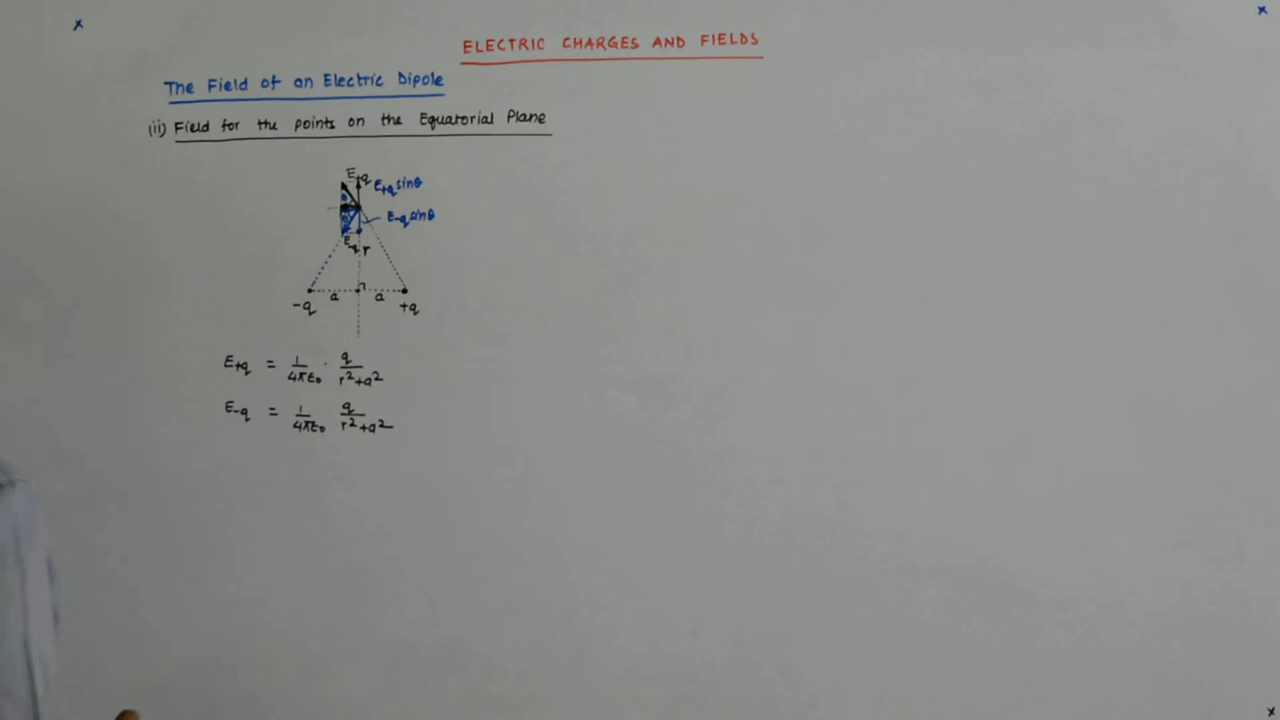 ELECTRIC CHARGES AND FIELDS
The Field of an Electric Dipole
(ii) Field for the points on the Equatorial Plane
E+q
E+q sinθ
θ
E-q sinθ
θ
E-q r
a a
-q +q
E+q = 1/4πε0 · q/r²+a²
E-q = 1/4πε0 q/r²+a²